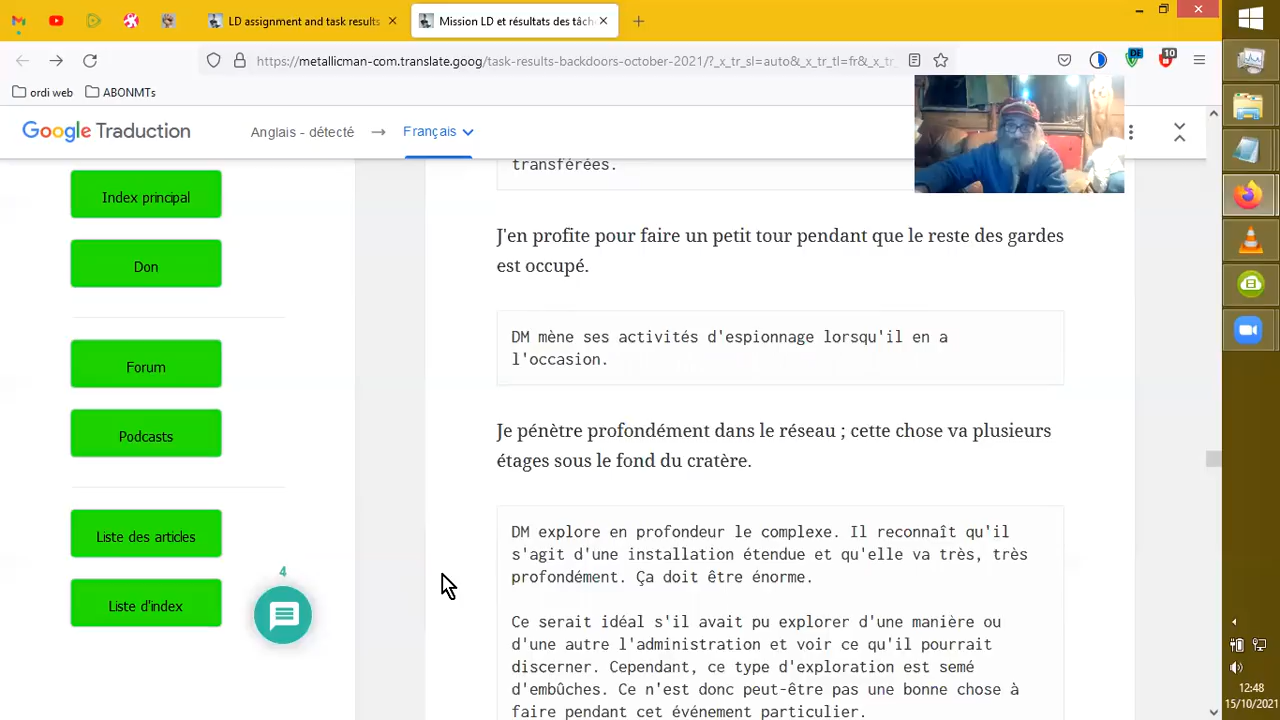 LD assignment and task results
Mission LD et résultats des tâch
https://metallicman-com.translate.goog/task-results-backdoors-october-2021/?_x_tr_sl=auto&_x_tr_tl=fr&_x_tr_
DE
10
ordi web
ABONMTs
Google Traduction
Anglais - détecté
Français
Index principal
Don
Forum
Podcasts
Liste des articles
Liste d'index
4
transférées.
J'en profite pour faire un petit tour pendant que le reste des gardes
est occupé.
DM mène ses activités d'espionnage lorsqu'il en a
l'occasion.
Je pénètre profondément dans le réseau ; cette chose va plusieurs
étages sous le fond du cratère.
DM explore en profondeur le complexe. Il reconnaît qu'il
s'agit d'une installation étendue et qu'elle va très, très
profondément. Ça doit être énorme.
Ce serait idéal s'il avait pu explorer d'une manière ou
d'une autre l'administration et voir ce qu'il pourrait
discerner. Cependant, ce type d'exploration est semé
d'embûches. Ce n'est donc peut-être pas une bonne chose à
faire pendant cet événement particulier.
12:48
15/10/2021